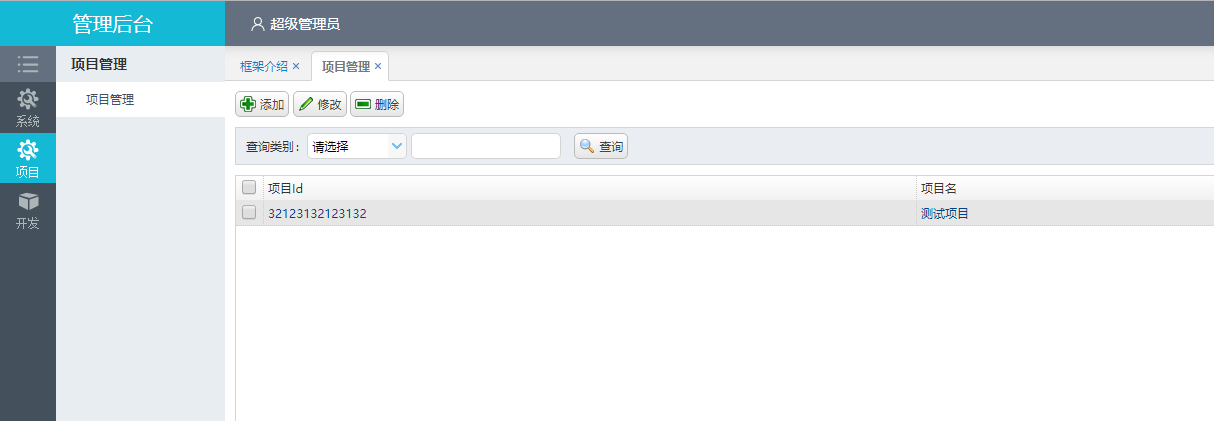 管理后台
超级管理员
系统
项目
开发
项目管理
项目管理
框架介绍 × 项目管理 ×
添加 修改 删除
查询类别： 请选择 查询
项目Id 项目名
32123132123132 测试项目